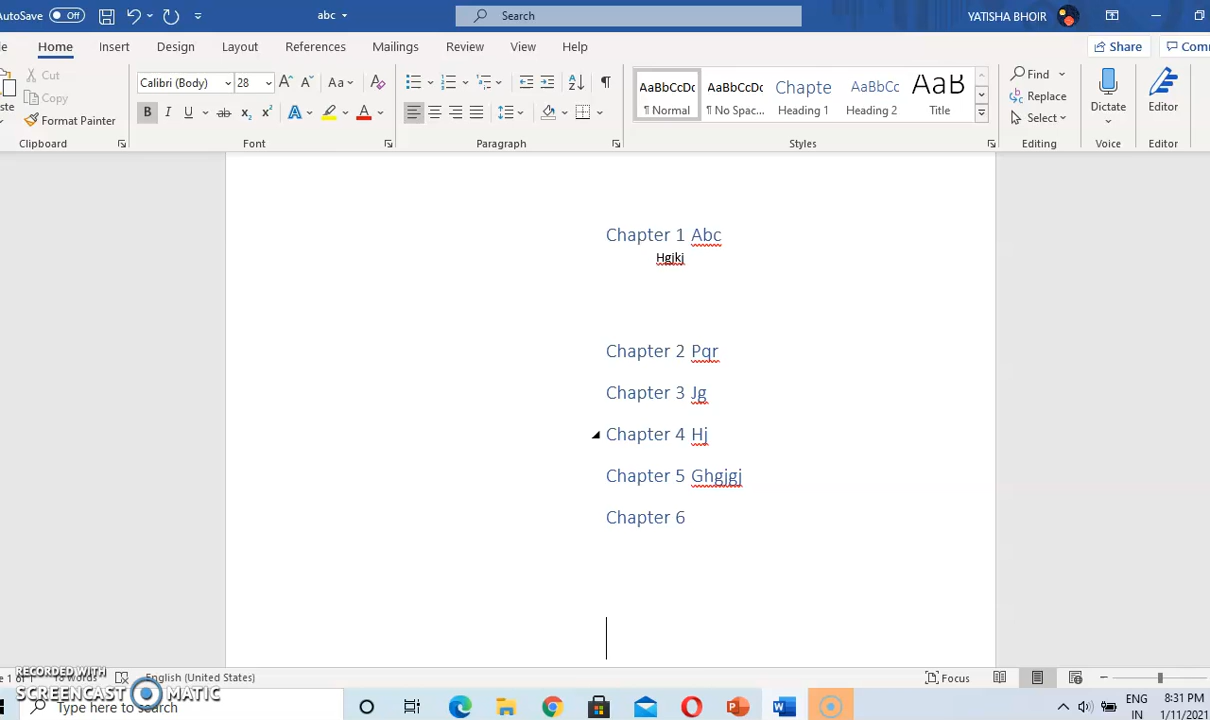 AutoSave Off abc Search YATISHA BHOIR
Home Insert Design Layout References Mailings Review View Help Share
Cut
Copy
Format Painter
Clipboard
Calibri (Body) 28
Font
Paragraph
AaBbCcDc AaBbCcDc Chapte AaBbCc AaB
¶ Normal ¶ No Spac... Heading 1 Heading 2 Title
Styles
Find
Replace
Select
Editing
Dictate
Voice
Editor
Editor
Chapter 1 Abc
Hgjkj
Chapter 2 Pqr
Chapter 3 Jg
Chapter 4 Hj
Chapter 5 Ghgjgj
Chapter 6
English (United States) Focus
RECORDED WITH
SCREENCAST MATIC
Type here to search
ENG
IN
8:31 PM
1/11/2021